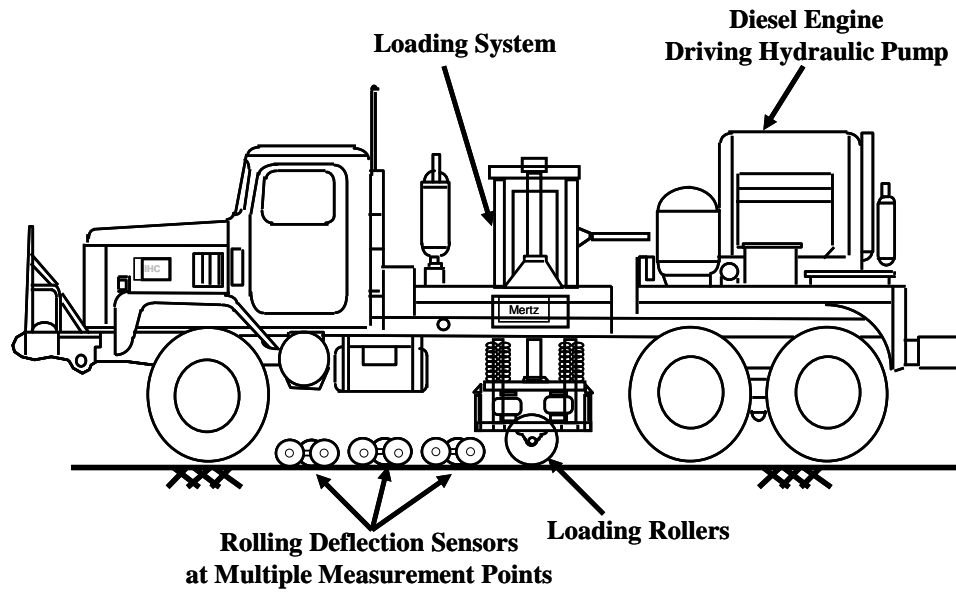 Diesel Engine
Driving Hydraulic Pump
Loading System
IHC
Mertz
Loading Rollers
Rolling Deflection Sensors
at Multiple Measurement Points